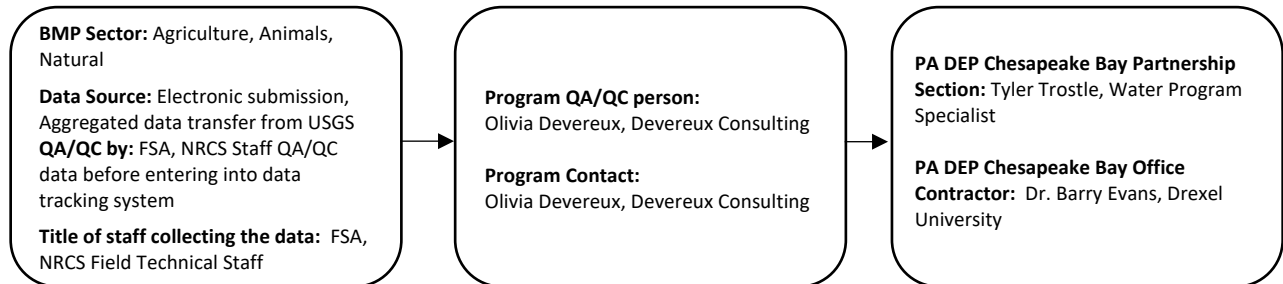 BMP Sector: Agriculture, Animals,
Natural
Data Source: Electronic submission,
Aggregated data transfer from USGS
QA/QC by: FSA, NRCS Staff QA/QC
data before entering into data
tracking system
Title of staff collecting the data: FSA,
NRCS Field Technical Staff
Program QA/QC person:
Olivia Devereux, Devereux Consulting
Program Contact:
Olivia Devereux, Devereux Consulting
PA DEP Chesapeake Bay Partnership
Section: Tyler Trostle, Water Program
Specialist
PA DEP Chesapeake Bay Office
Contractor: Dr. Barry Evans, Drexel
University